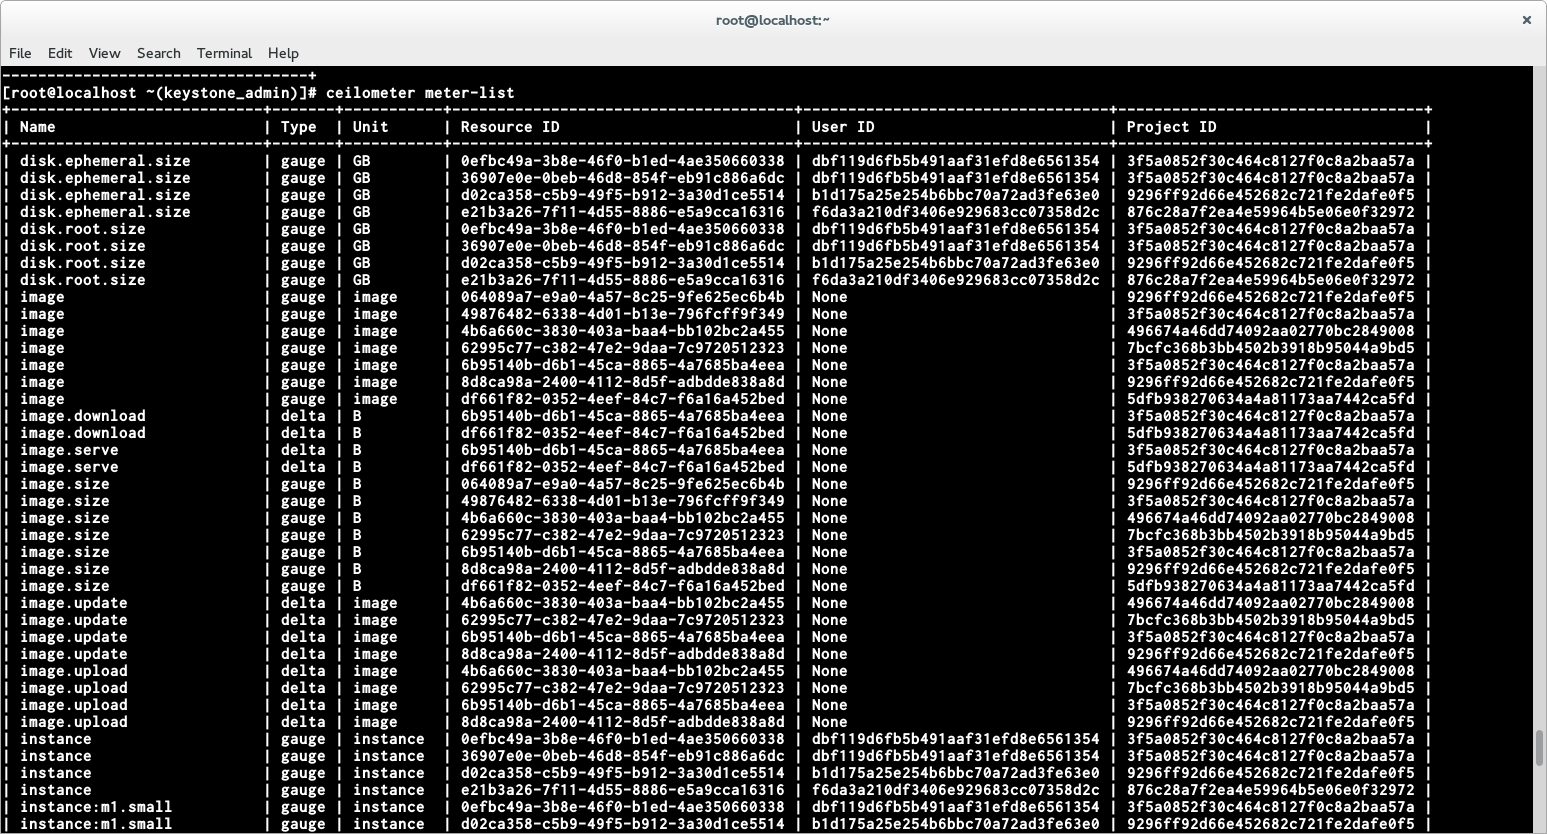 root@localhost:~ ×
File Edit View Search Terminal Help
----------------------------------+
[root@localhost ~(keystone_admin)]# ceilometer meter-list
+----------------------------+-------+-----------+--------------------------------------+----------------------------------+----------------------------------+
| Name | Type | Unit | Resource ID | User ID | Project ID |
+----------------------------+-------+-----------+--------------------------------------+----------------------------------+----------------------------------+
| disk.ephemeral.size | gauge | GB | 0efbc49a-3b8e-46f0-b1ed-4ae350660338 | dbf119d6fb5b491aaf31efd8e6561354 | 3f5a0852f30c464c8127f0c8a2baa57a |
| disk.ephemeral.size | gauge | GB | 36907e0e-0beb-46d8-854f-eb91c886a6dc | dbf119d6fb5b491aaf31efd8e6561354 | 3f5a0852f30c464c8127f0c8a2baa57a |
| disk.ephemeral.size | gauge | GB | d02ca358-c5b9-49f5-b912-3a30d1ce5514 | b1d175a25e254b6bbc70a72ad3fe63e0 | 9296ff92d66e452682c721fe2dafe0f5 |
| disk.ephemeral.size | gauge | GB | e21b3a26-7f11-4d55-8886-e5a9cca16316 | f6da3a210df3406e929683cc07358d2c | 876c28a7f2ea4e59964b5e06e0f32972 |
| disk.root.size | gauge | GB | 0efbc49a-3b8e-46f0-b1ed-4ae350660338 | dbf119d6fb5b491aaf31efd8e6561354 | 3f5a0852f30c464c8127f0c8a2baa57a |
| disk.root.size | gauge | GB | 36907e0e-0beb-46d8-854f-eb91c886a6dc | dbf119d6fb5b491aaf31efd8e6561354 | 3f5a0852f30c464c8127f0c8a2baa57a |
| disk.root.size | gauge | GB | d02ca358-c5b9-49f5-b912-3a30d1ce5514 | b1d175a25e254b6bbc70a72ad3fe63e0 | 9296ff92d66e452682c721fe2dafe0f5 |
| disk.root.size | gauge | GB | e21b3a26-7f11-4d55-8886-e5a9cca16316 | f6da3a210df3406e929683cc07358d2c | 876c28a7f2ea4e59964b5e06e0f32972 |
| image | gauge | image | 064089a7-e9a0-4a57-8c25-9fe625ec6b4b | None | 9296ff92d66e452682c721fe2dafe0f5 |
| image | gauge | image | 49876482-6338-4d01-b13e-796fcff9f349 | None | 3f5a0852f30c464c8127f0c8a2baa57a |
| image | gauge | image | 4b6a660c-3830-403a-baa4-bb102bc2a455 | None | 496674a46dd74092aa02770bc2849008 |
| image | gauge | image | 62995c77-c382-47e2-9daa-7c9720512323 | None | 7bcfc368b3bb4502b3918b95044a9bd5 |
| image | gauge | image | 6b95140b-d6b1-45ca-8865-4a7685ba4eea | None | 3f5a0852f30c464c8127f0c8a2baa57a |
| image | gauge | image | 8d8ca98a-2400-4112-8d5f-adbdde838a8d | None | 9296ff92d66e452682c721fe2dafe0f5 |
| image | gauge | image | df661f82-0352-4eef-84c7-f6a16a452bed | None | 5dfb938270634a4a81173aa7442ca5fd |
| image.download | delta | B | 6b95140b-d6b1-45ca-8865-4a7685ba4eea | None | 3f5a0852f30c464c8127f0c8a2baa57a |
| image.download | delta | B | df661f82-0352-4eef-84c7-f6a16a452bed | None | 5dfb938270634a4a81173aa7442ca5fd |
| image.serve | delta | B | 6b95140b-d6b1-45ca-8865-4a7685ba4eea | None | 3f5a0852f30c464c8127f0c8a2baa57a |
| image.serve | delta | B | df661f82-0352-4eef-84c7-f6a16a452bed | None | 5dfb938270634a4a81173aa7442ca5fd |
| image.size | gauge | B | 064089a7-e9a0-4a57-8c25-9fe625ec6b4b | None | 9296ff92d66e452682c721fe2dafe0f5 |
| image.size | gauge | B | 49876482-6338-4d01-b13e-796fcff9f349 | None | 3f5a0852f30c464c8127f0c8a2baa57a |
| image.size | gauge | B | 4b6a660c-3830-403a-baa4-bb102bc2a455 | None | 496674a46dd74092aa02770bc2849008 |
| image.size | gauge | B | 62995c77-c382-47e2-9daa-7c9720512323 | None | 7bcfc368b3bb4502b3918b95044a9bd5 |
| image.size | gauge | B | 6b95140b-d6b1-45ca-8865-4a7685ba4eea | None | 3f5a0852f30c464c8127f0c8a2baa57a |
| image.size | gauge | B | 8d8ca98a-2400-4112-8d5f-adbdde838a8d | None | 9296ff92d66e452682c721fe2dafe0f5 |
| image.size | gauge | B | df661f82-0352-4eef-84c7-f6a16a452bed | None | 5dfb938270634a4a81173aa7442ca5fd |
| image.update | delta | image | 4b6a660c-3830-403a-baa4-bb102bc2a455 | None | 496674a46dd74092aa02770bc2849008 |
| image.update | delta | image | 62995c77-c382-47e2-9daa-7c9720512323 | None | 7bcfc368b3bb4502b3918b95044a9bd5 |
| image.update | delta | image | 6b95140b-d6b1-45ca-8865-4a7685ba4eea | None | 3f5a0852f30c464c8127f0c8a2baa57a |
| image.update | delta | image | 8d8ca98a-2400-4112-8d5f-adbdde838a8d | None | 9296ff92d66e452682c721fe2dafe0f5 |
| image.upload | delta | image | 4b6a660c-3830-403a-baa4-bb102bc2a455 | None | 496674a46dd74092aa02770bc2849008 |
| image.upload | delta | image | 62995c77-c382-47e2-9daa-7c9720512323 | None | 7bcfc368b3bb4502b3918b95044a9bd5 |
| image.upload | delta | image | 6b95140b-d6b1-45ca-8865-4a7685ba4eea | None | 3f5a0852f30c464c8127f0c8a2baa57a |
| image.upload | delta | image | 8d8ca98a-2400-4112-8d5f-adbdde838a8d | None | 9296ff92d66e452682c721fe2dafe0f5 |
| instance | gauge | instance | 0efbc49a-3b8e-46f0-b1ed-4ae350660338 | dbf119d6fb5b491aaf31efd8e6561354 | 3f5a0852f30c464c8127f0c8a2baa57a |
| instance | gauge | instance | 36907e0e-0beb-46d8-854f-eb91c886a6dc | dbf119d6fb5b491aaf31efd8e6561354 | 3f5a0852f30c464c8127f0c8a2baa57a |
| instance | gauge | instance | d02ca358-c5b9-49f5-b912-3a30d1ce5514 | b1d175a25e254b6bbc70a72ad3fe63e0 | 9296ff92d66e452682c721fe2dafe0f5 |
| instance | gauge | instance | e21b3a26-7f11-4d55-8886-e5a9cca16316 | f6da3a210df3406e929683cc07358d2c | 876c28a7f2ea4e59964b5e06e0f32972 |
| instance:m1.small | gauge | instance | 0efbc49a-3b8e-46f0-b1ed-4ae350660338 | dbf119d6fb5b491aaf31efd8e6561354 | 3f5a0852f30c464c8127f0c8a2baa57a |
| instance:m1.small | gauge | instance | d02ca358-c5b9-49f5-b912-3a30d1ce5514 | b1d175a25e254b6bbc70a72ad3fe63e0 | 9296ff92d66e452682c721fe2dafe0f5 |